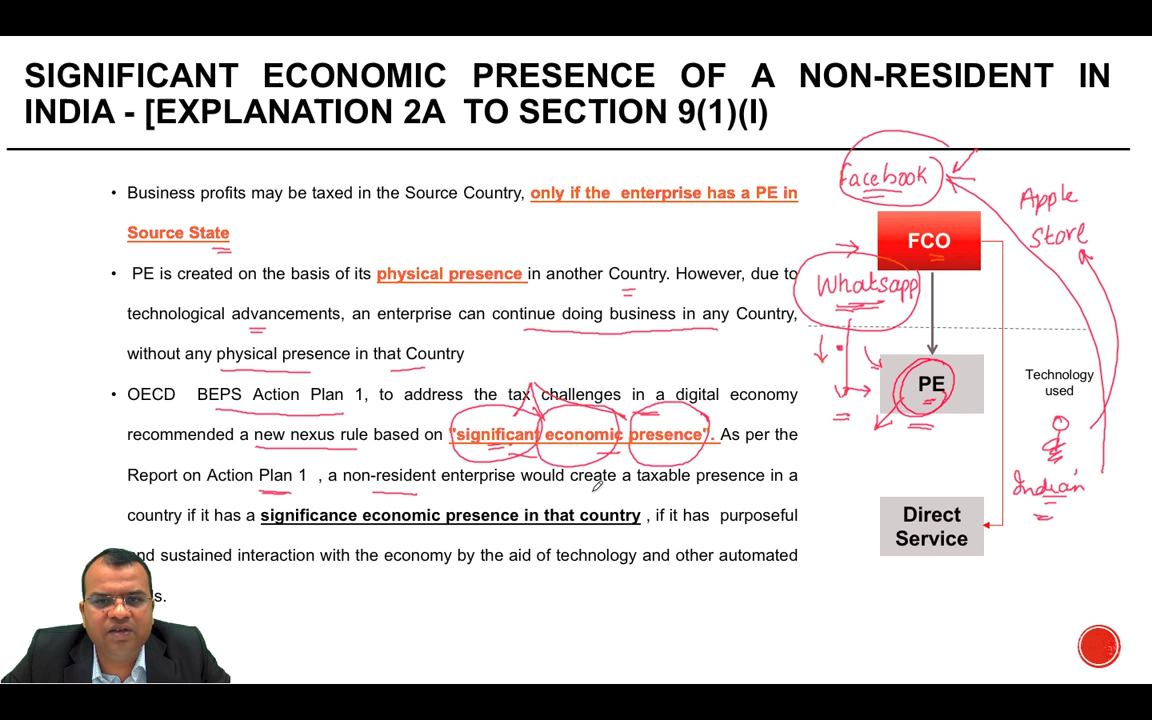 SIGNIFICANT ECONOMIC PRESENCE OF A NON-RESIDENT IN
INDIA - [EXPLANATION 2A TO SECTION 9(1)(I)
• Business profits may be taxed in the Source Country, only if the enterprise has a PE in
Source State
• PE is created on the basis of its physical presence in another Country. However, due to
technological advancements, an enterprise can continue doing business in any Country,
without any physical presence in that Country
• OECD BEPS Action Plan 1, to address the tax challenges in a digital economy
recommended a new nexus rule based on "significant economic presence". As per the
Report on Action Plan 1 , a non-resident enterprise would create a taxable presence in a
country if it has a significance economic presence in that country , if it has purposeful
and sustained interaction with the economy by the aid of technology and other automated
s.
facebook
Apple
Store
FCO
Whatsapp
PE
Technology
used
Indian
Direct
Service